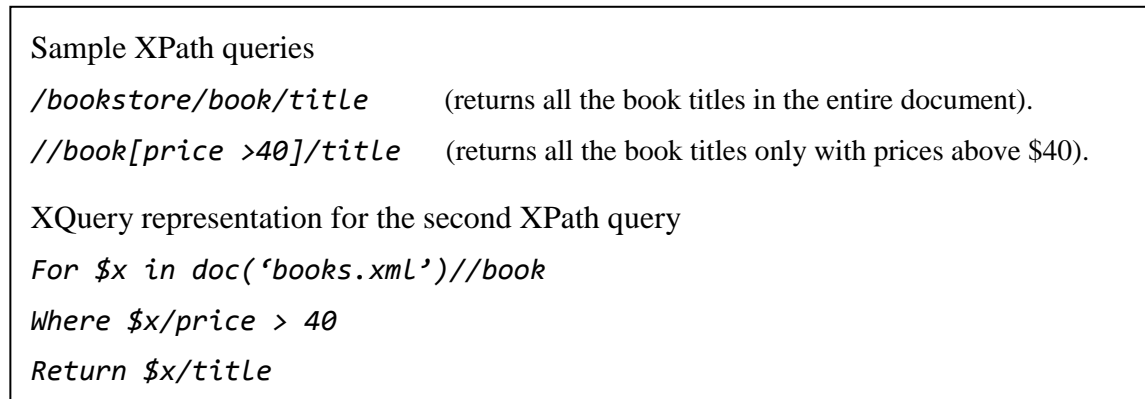 Sample XPath queries
/bookstore/book/title (returns all the book titles in the entire document).
//book[price >40]/title (returns all the book titles only with prices above $40).
XQuery representation for the second XPath query
For $x in doc(‘books.xml’)//book
Where $x/price > 40
Return $x/title